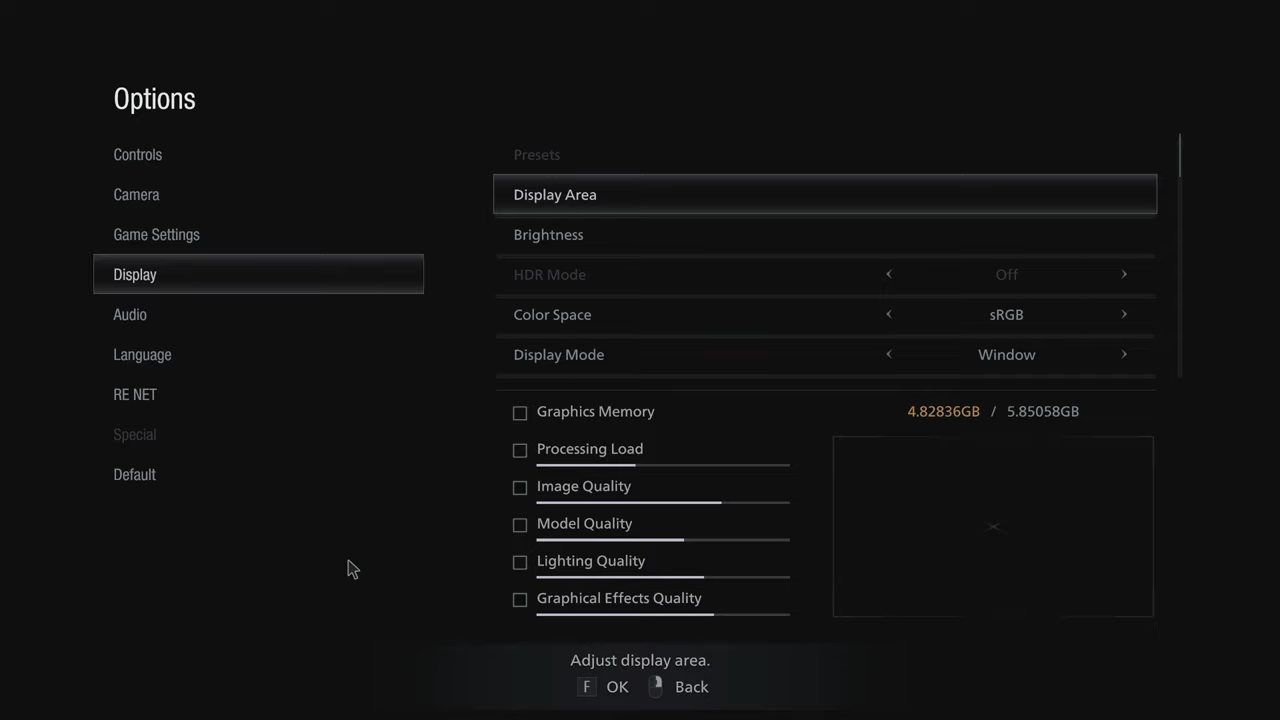 Options
Controls
Camera
Game Settings
Display
Audio
Language
RE NET
Special
Default
Presets
Display Area
Brightness
HDR Mode Off
Color Space sRGB
Display Mode Window
Graphics Memory 4.82836GB / 5.85058GB
Processing Load
Image Quality
Model Quality
Lighting Quality
Graphical Effects Quality
Adjust display area.
F OK Back